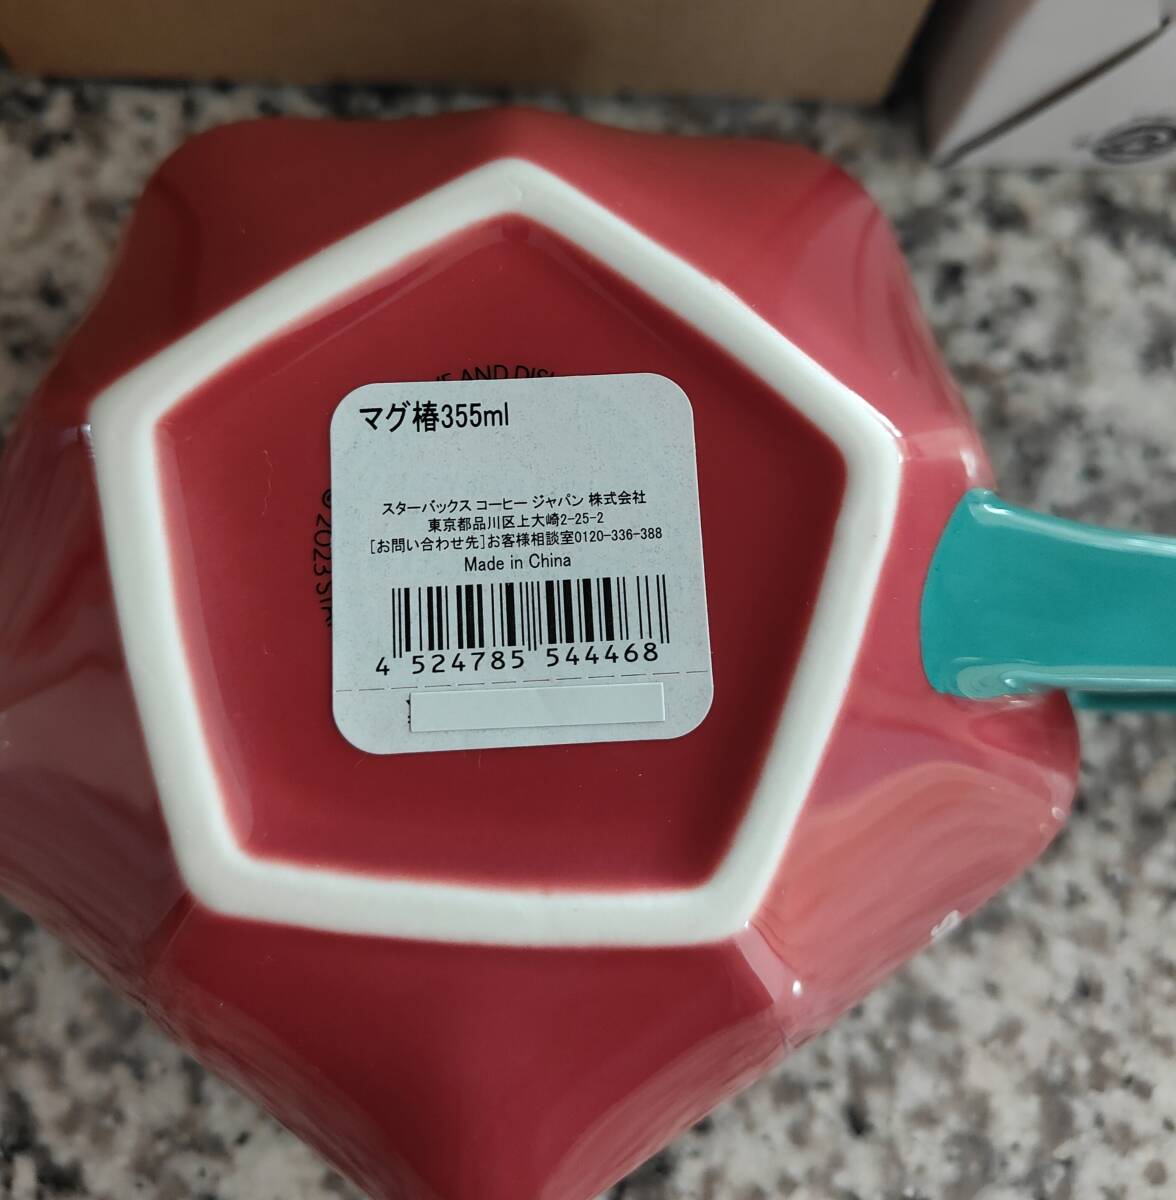 AND
マグ椿355ml
スターバックス コーヒー ジャパン 株式会社
東京都品川区上大崎2-25-2
[お問い合わせ先]お客様相談室0120-336-388
Made in China
4 524785 544468
© 2023